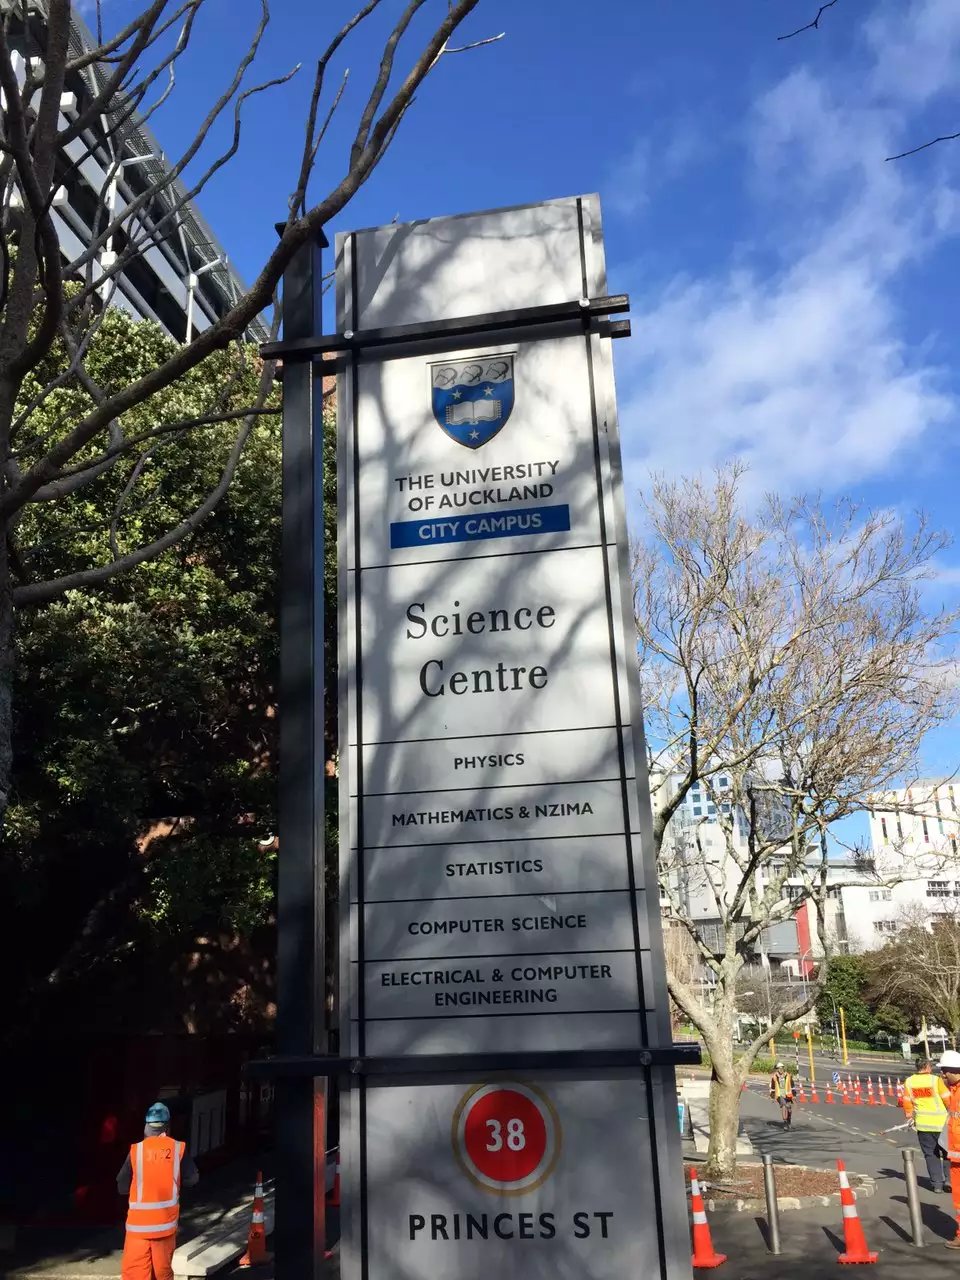 THE UNIVERSITY
OF AUCKLAND
CITY CAMPUS
Science
Centre
PHYSICS
MATHEMATICS & NZIMA
STATISTICS
COMPUTER SCIENCE
ELECTRICAL & COMPUTER
ENGINEERING
38
PRINCES ST